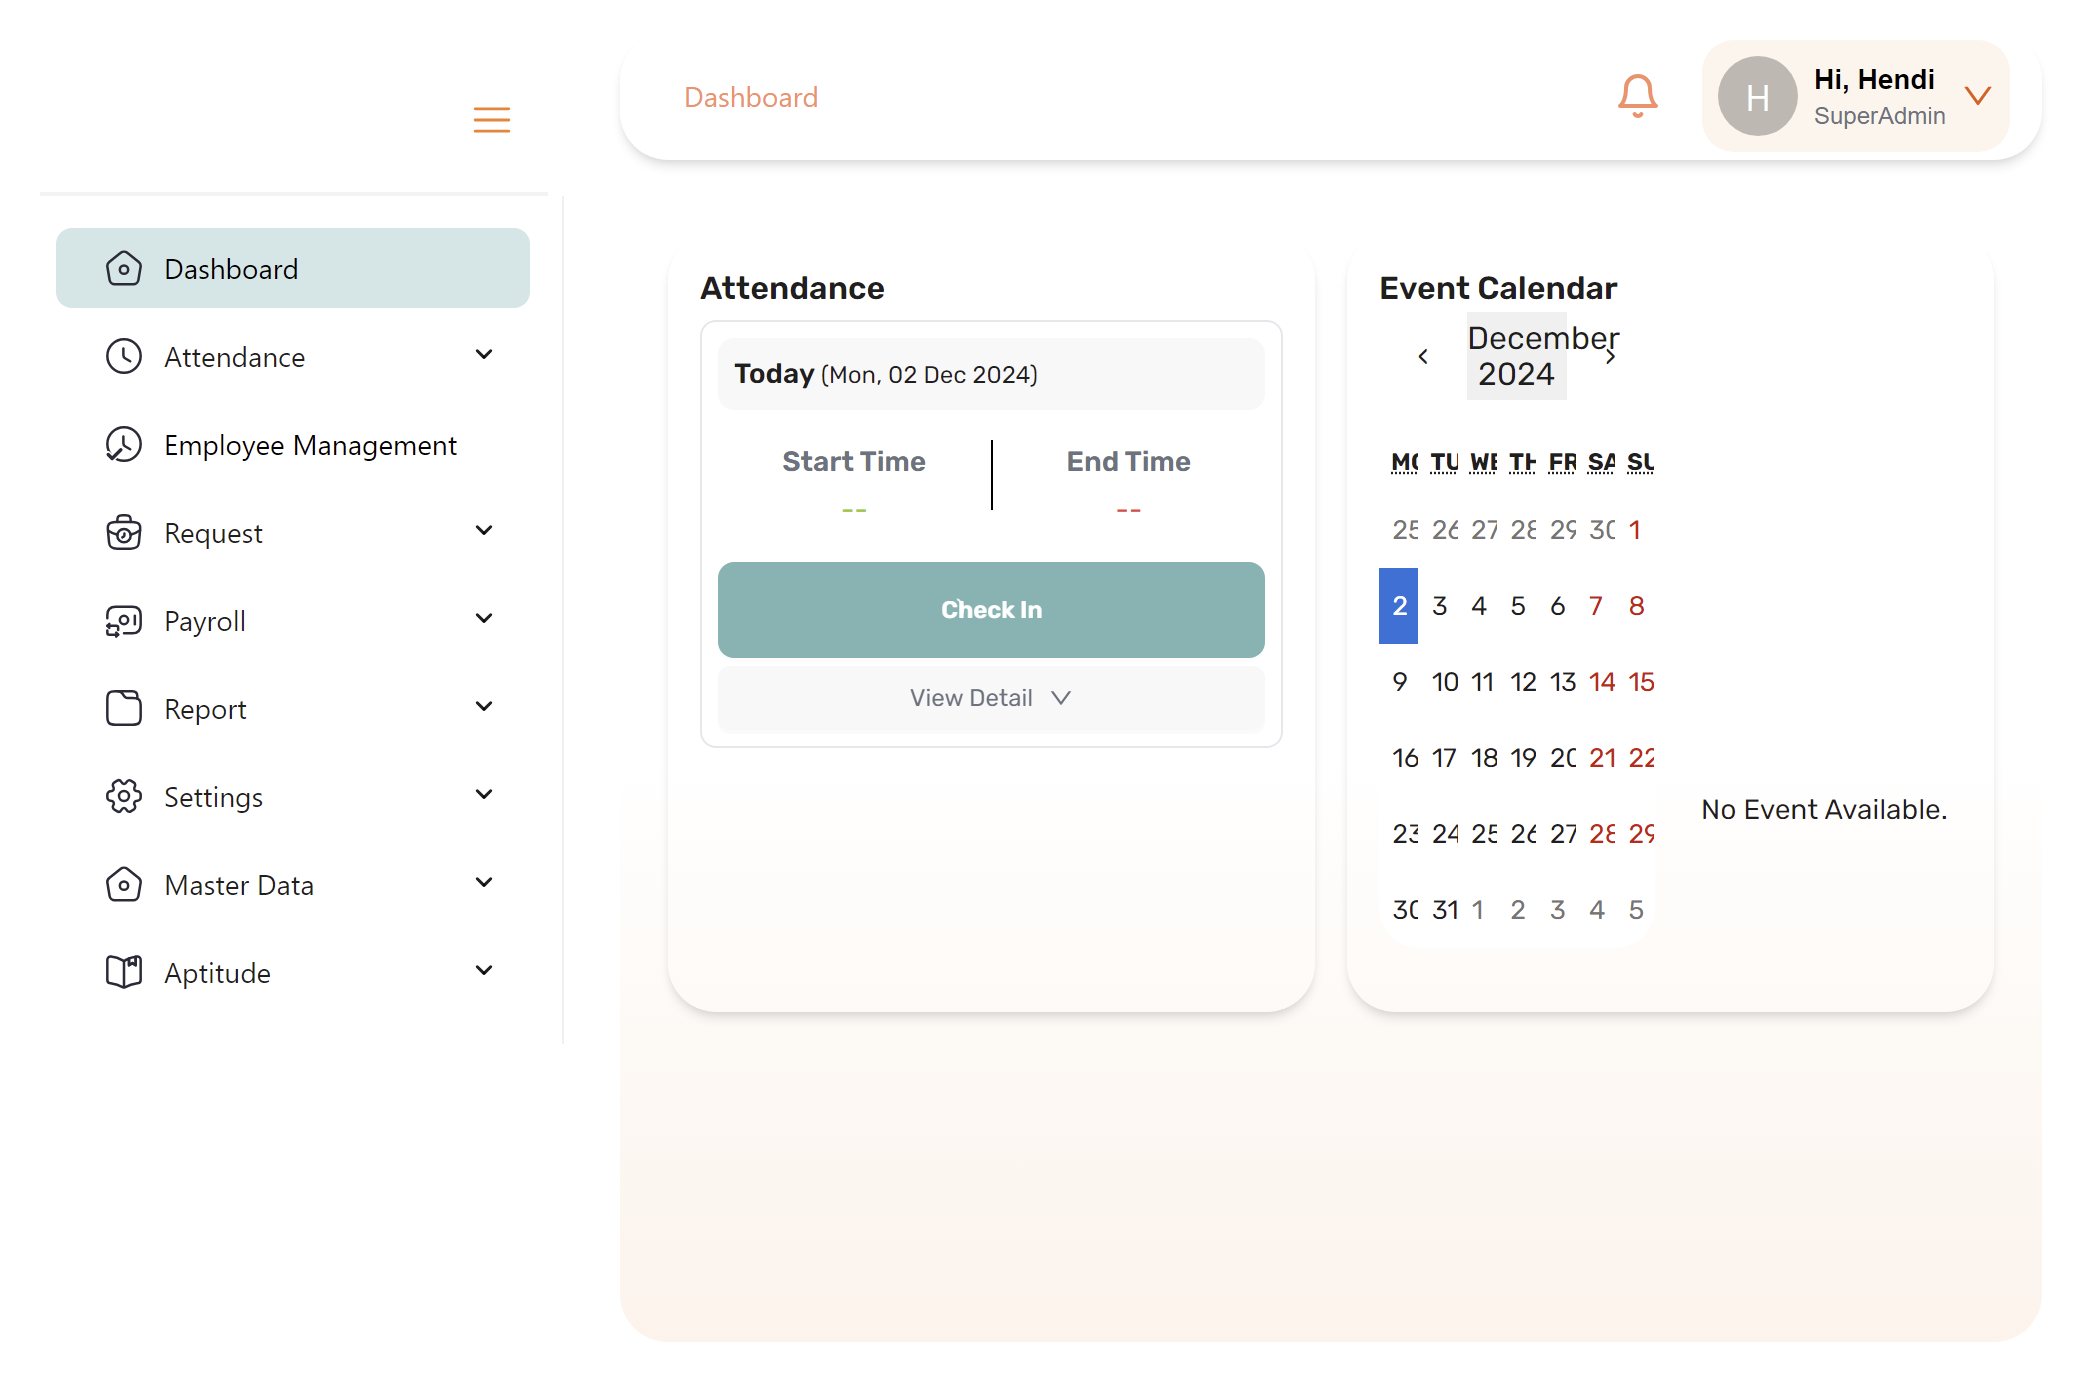 Dashboard
H
Hi, Hendi
SuperAdmin
Dashboard
Attendance
Employee Management
Request
Payroll
Report
Settings
Master Data
Aptitude
Attendance
Today (Mon, 02 Dec 2024)
Start Time
End Time
--
--
Check In
View Detail
Event Calendar
December
2024
MO TU WE TH FR SA SU
25 26 27 28 29 30 1
2 3 4 5 6 7 8
9 10 11 12 13 14 15
16 17 18 19 20 21 22
23 24 25 26 27 28 29
30 31 1 2 3 4 5
No Event Available.